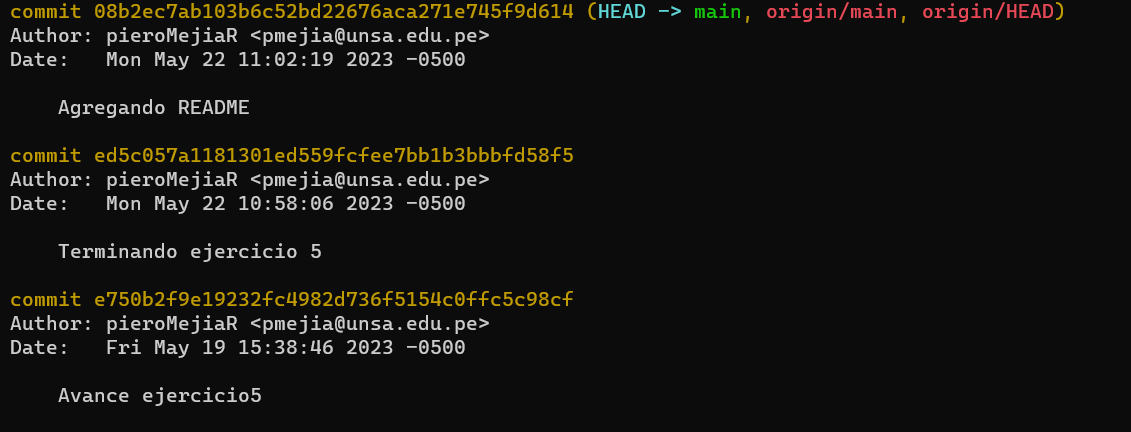 commit 08b2ec7ab103b6c52bd22676aca271e745f9d614 (HEAD -> main, origin/main, origin/HEAD)
Author: pieroMejiaR <pmejia@unsa.edu.pe>
Date:   Mon May 22 11:02:19 2023 -0500
Agregando README
commit ed5c057a1181301ed559fcfee7bb1b3bbbfd58f5
Author: pieroMejiaR <pmejia@unsa.edu.pe>
Date:   Mon May 22 10:58:06 2023 -0500
Terminando ejercicio 5
commit e750b2f9e19232fc4982d736f5154c0ffc5c98cf
Author: pieroMejiaR <pmejia@unsa.edu.pe>
Date:   Fri May 19 15:38:46 2023 -0500
Avance ejercicio5